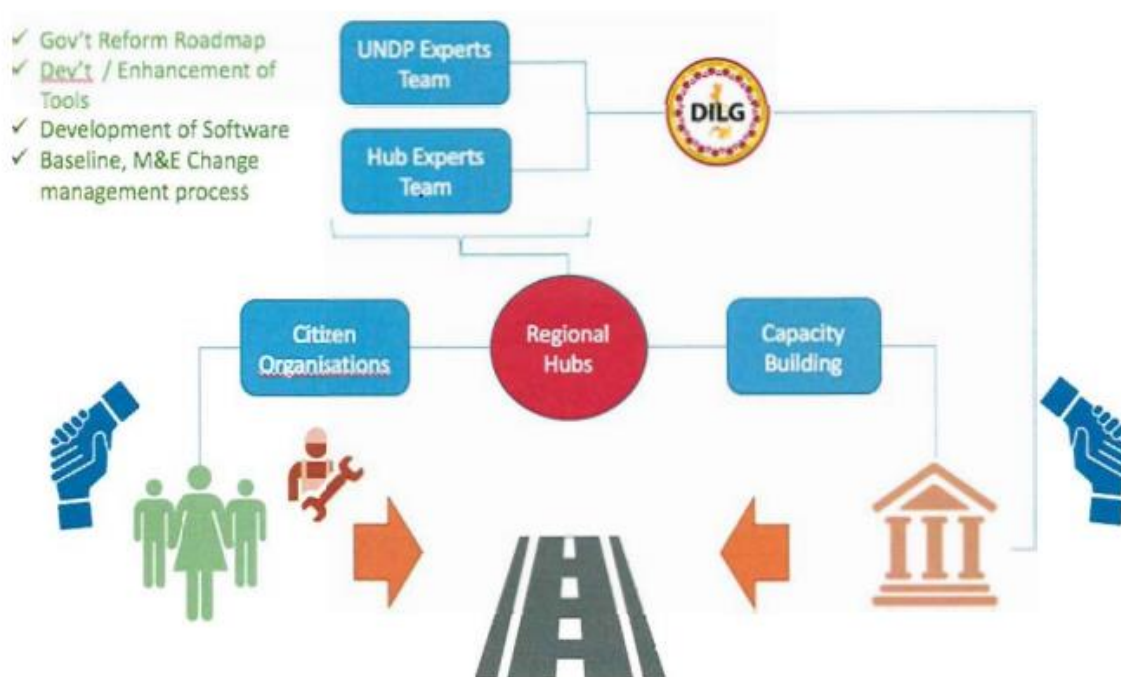 ✓ Gov't Reform Roadmap
✓ Dev't / Enhancement of
Tools
✓ Development of Software
✓ Baseline, M&E Change
management process
UNDP Experts
Team
Hub Experts
Team
DILG
Citizen
Organisations
Regional
Hubs
Capacity
Building